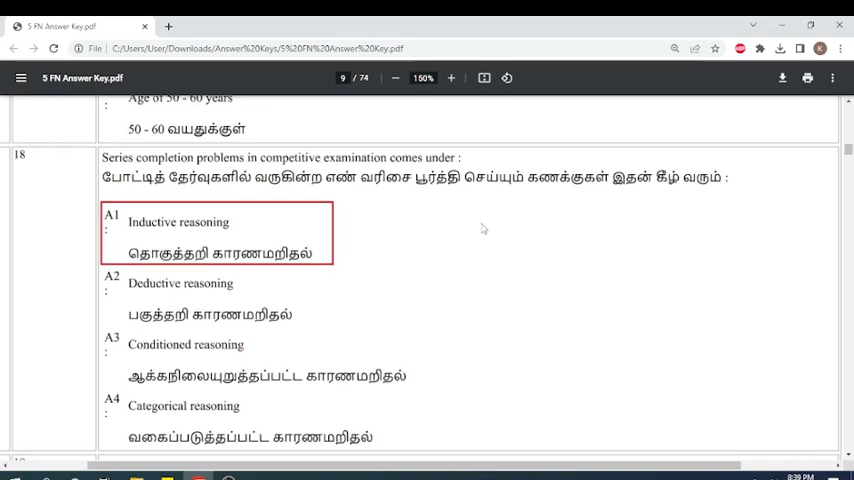 5 FN Answer Key.pdf
File
C:/Users/User/Downloads/Answer%20Keys/5%20FN%20Answer%20Key.pdf
ABP
K
5 FN Answer Key.pdf
9 / 74
150%
Age of 50 - 60 years
:
50 - 60 வயதுக்குள்
18
Series completion problems in competitive examination comes under :
போட்டித் தேர்வுகளில் வருகின்ற எண் வரிசை பூர்த்தி செய்யும் கணக்குகள் இதன் கீழ் வரும் :
A1 Inductive reasoning
:
தொகுத்தறி காரணமறிதல்
A2 Deductive reasoning
:
பகுத்தறி காரணமறிதல்
A3 Conditioned reasoning
:
ஆக்கநிலையுறுத்தப்பட்ட காரணமறிதல்
A4 Categorical reasoning
:
வகைப்படுத்தப்பட்ட காரணமறிதல்
8:39 PM